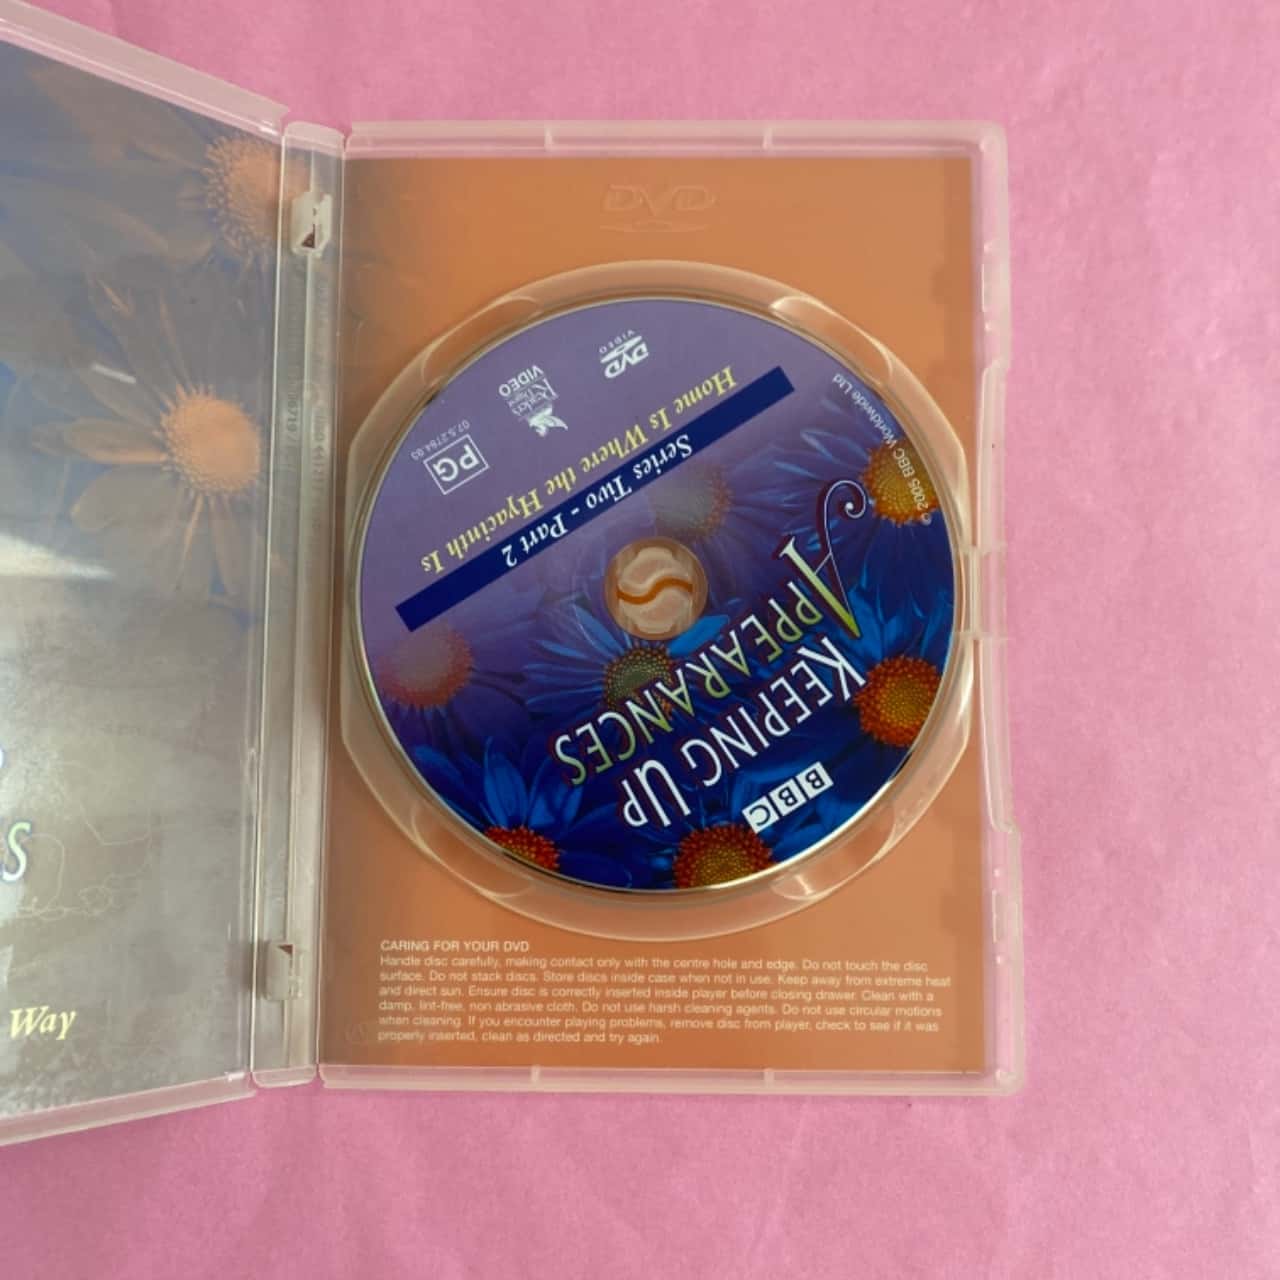 DVD
BBC
KEEPING UP
APPEARANCES
Series Two - Part 2
Home Is Where the Hyacinth Is
© 2005 BBC Worldwide Ltd
PG
07.5.2784 03
Reader's
Digest
VIDEO
DVD
VIDEO
S
Way
CARING FOR YOUR DVD
Handle disc carefully, making contact only with the centre hole and edge. Do not touch the disc
surface. Do not stack discs. Store discs inside case when not in use. Keep away from extreme heat
and direct sun. Ensure disc is correctly inserted inside player before closing drawer. Clean with a
damp, lint-free, non abrasive cloth. Do not use harsh cleaning agents. Do not use circular motions
when cleaning. If you encounter playing problems, remove disc from player, check to see if it was
properly inserted, clean as directed and try again.